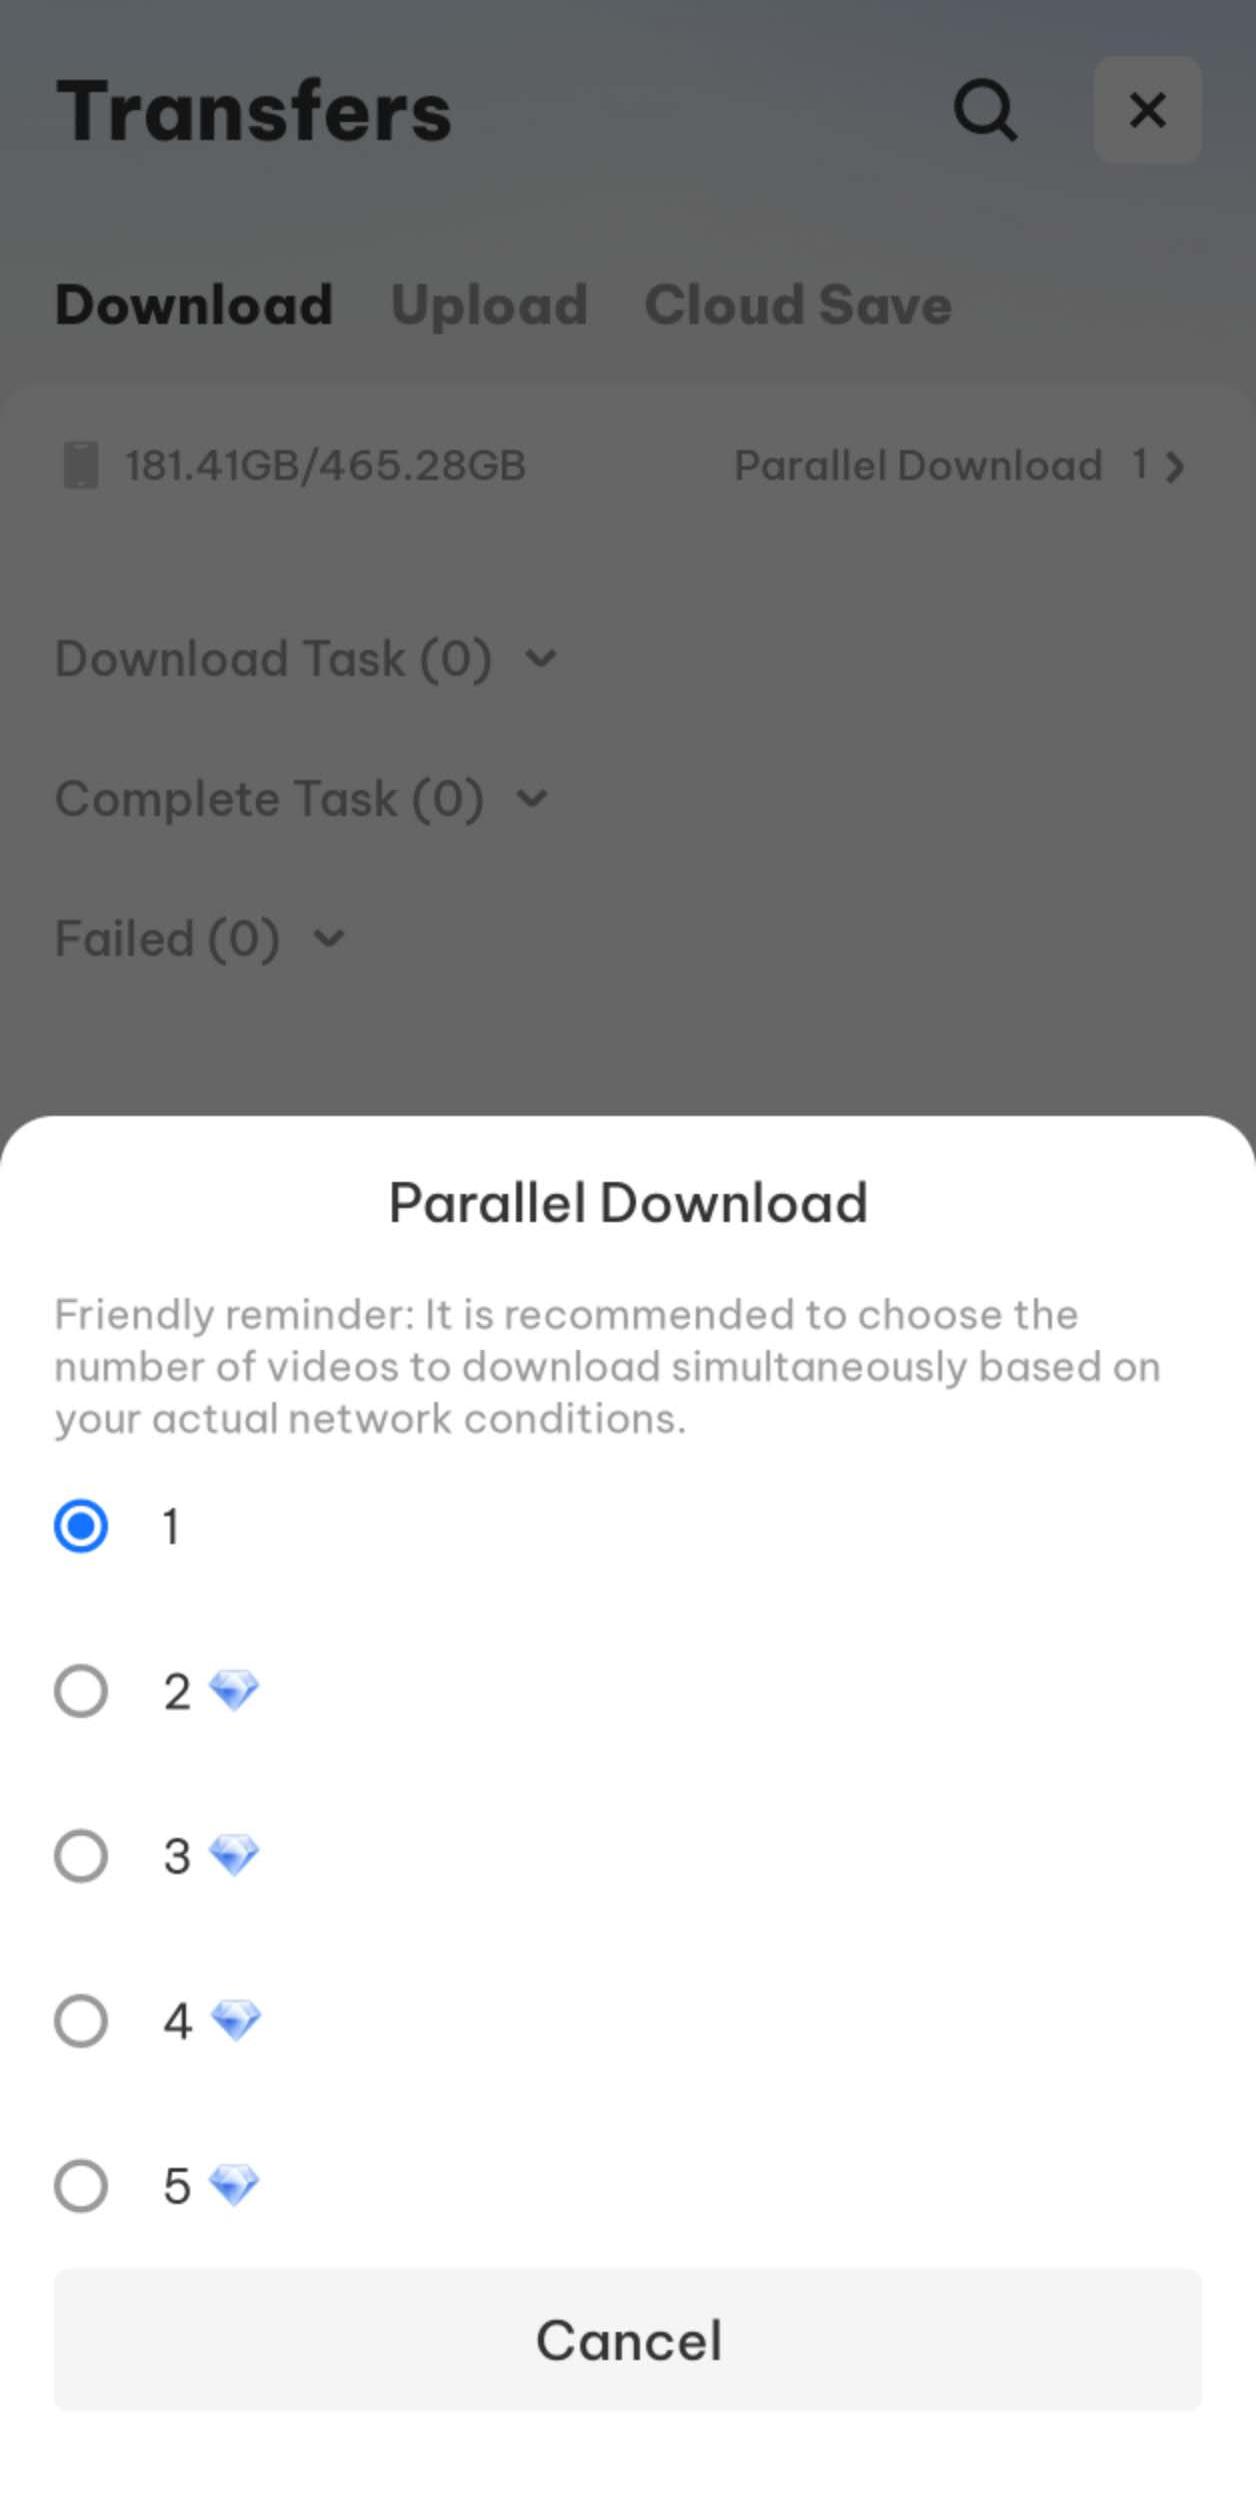 Transfers
Download Upload Cloud Save
181.41GB/465.28GB Parallel Download 1
Download Task (0)
Complete Task (0)
Failed (0)
Parallel Download
Friendly reminder: It is recommended to choose the
number of videos to download simultaneously based on
your actual network conditions.
1
2
3
4
5
Cancel